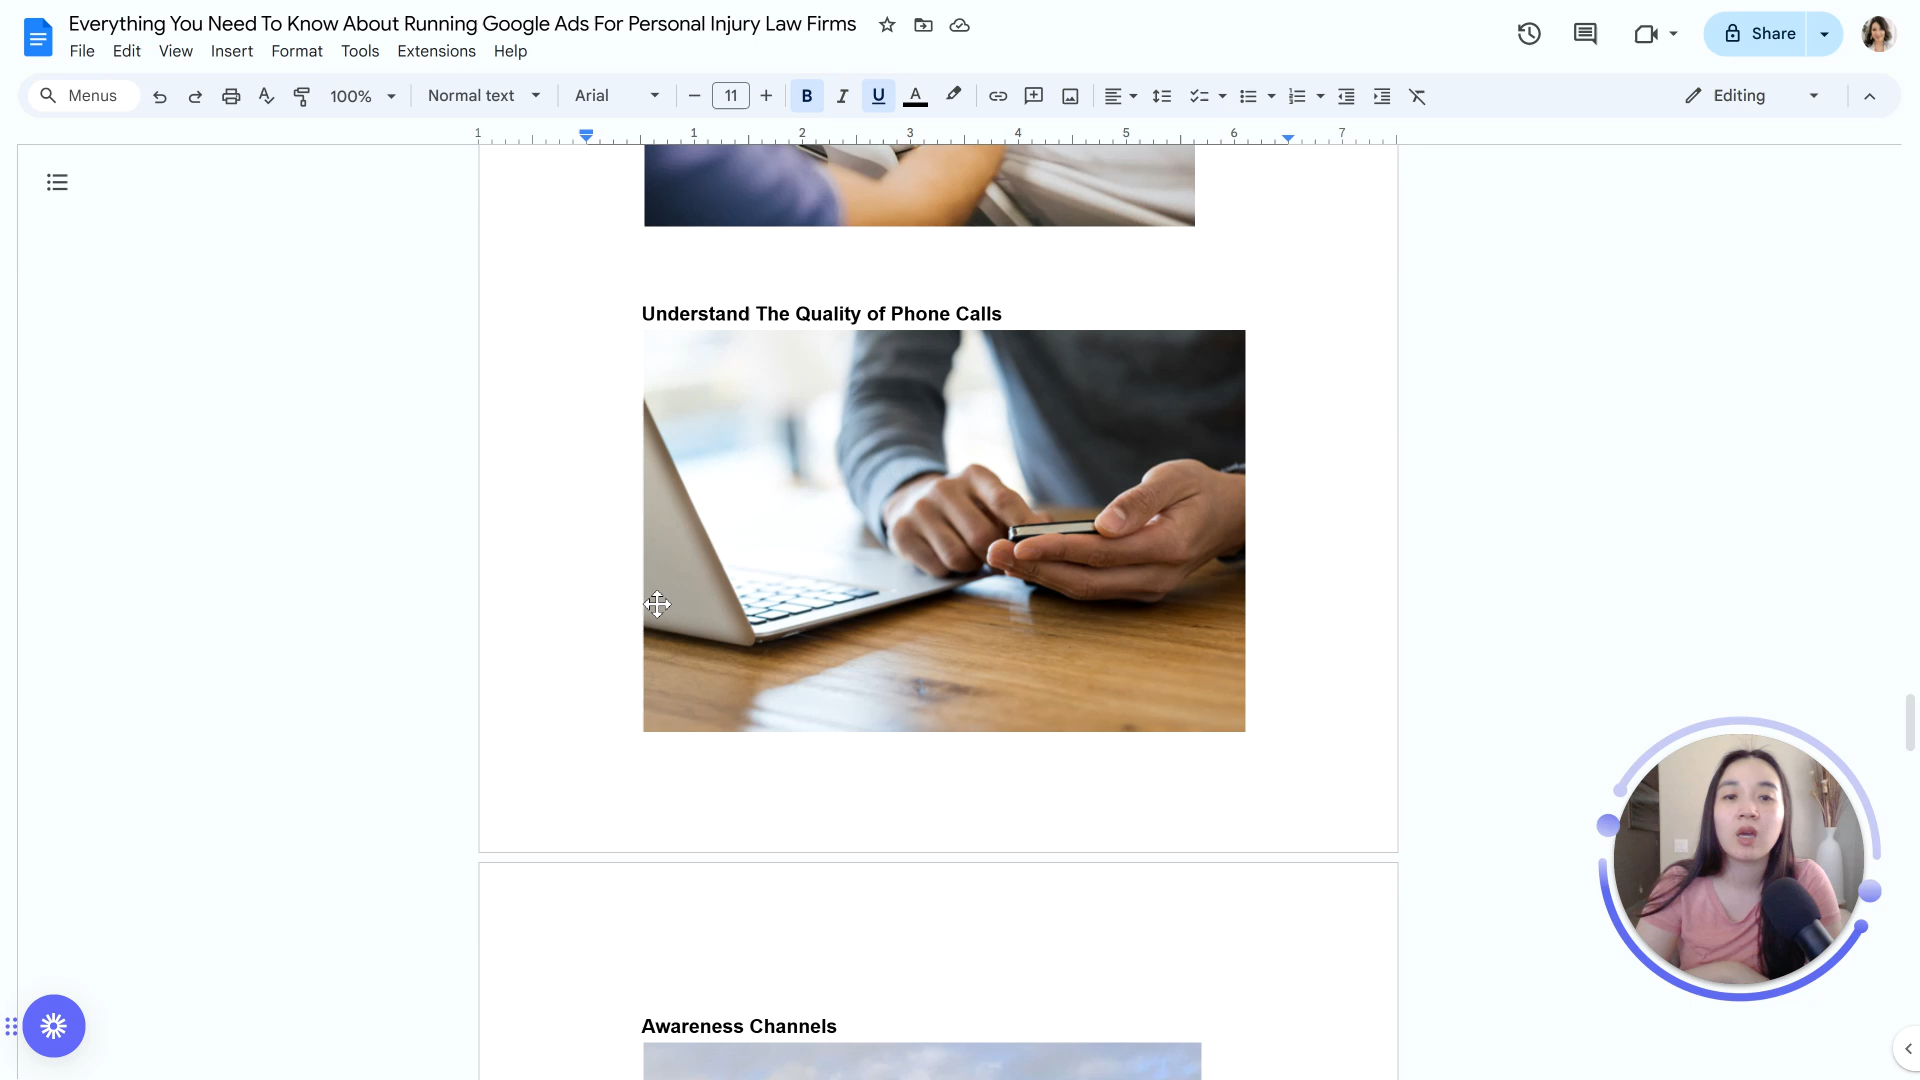 Everything You Need To Know About Running Google Ads For Personal Injury Law Firms
File Edit View Insert Format Tools Extensions Help
Share
Menus 100% Normal text Arial 11 B I U A Editing
1 1 2 3 4 5 6 7
Understand The Quality of Phone Calls
Awareness Channels